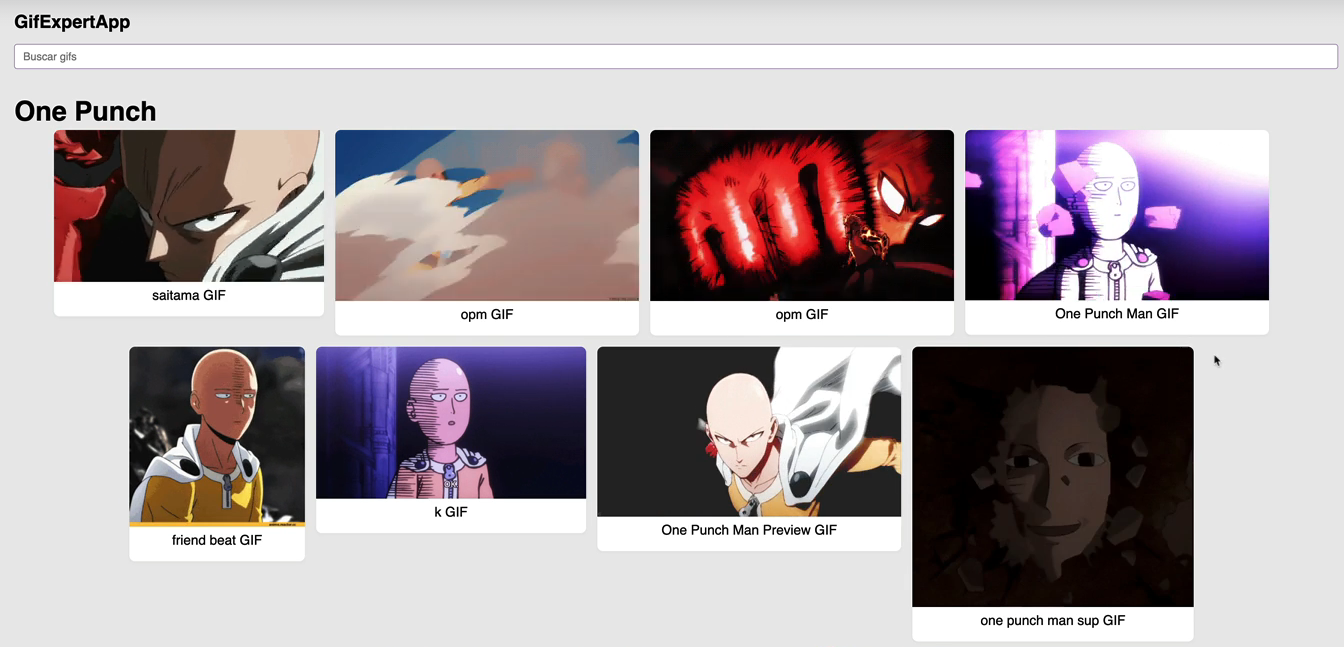 GifExpertApp
Buscar gifs
One Punch
saitama GIF
opm GIF
opm GIF
One Punch Man GIF
friend beat GIF
k GIF
OK
One Punch Man Preview GIF
one punch man sup GIF